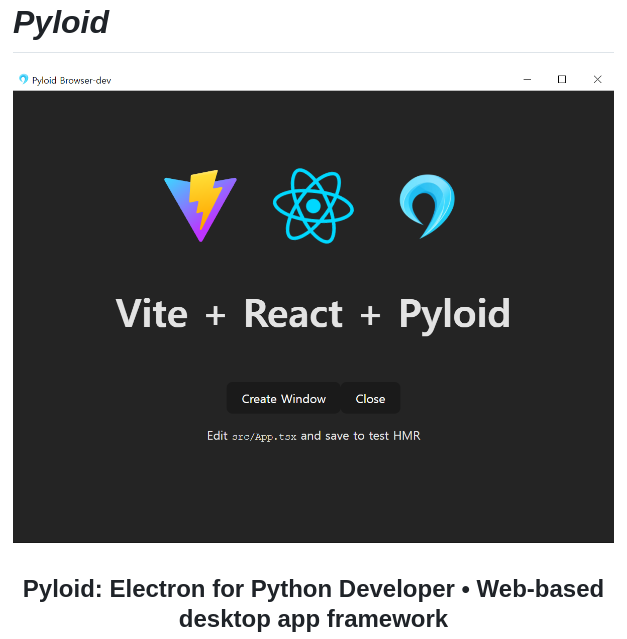 Pyloid
Pyloid Browser-dev
Vite + React + Pyloid
Create Window Close
Edit src/App.tsx and save to test HMR
Pyloid: Electron for Python Developer • Web-based
desktop app framework